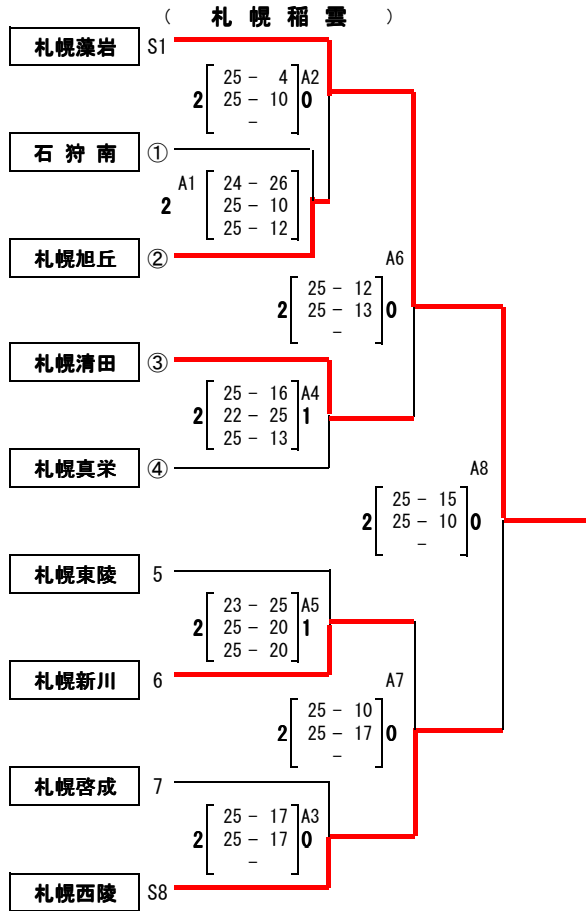 （ 札 幌 稲 雲 ）
札幌藻岩 S1
25 − 4 A2
2 25 − 10 0
−
石 狩 南 ①
A1 24 − 26
2 25 − 10
25 − 12
札幌旭丘 ②
A6
25 − 12
2 25 − 13 0
−
札幌清田 ③
25 − 16 A4
2 22 − 25 1
25 − 13
札幌真栄 ④
A8
25 − 15
2 25 − 10 0
−
札幌東陵 5
23 − 25 A5
2 25 − 20 1
25 − 20
札幌新川 6
A7
25 − 10
2 25 − 17 0
−
札幌啓成 7
25 − 17 A3
2 25 − 17 0
−
札幌西陵 S8